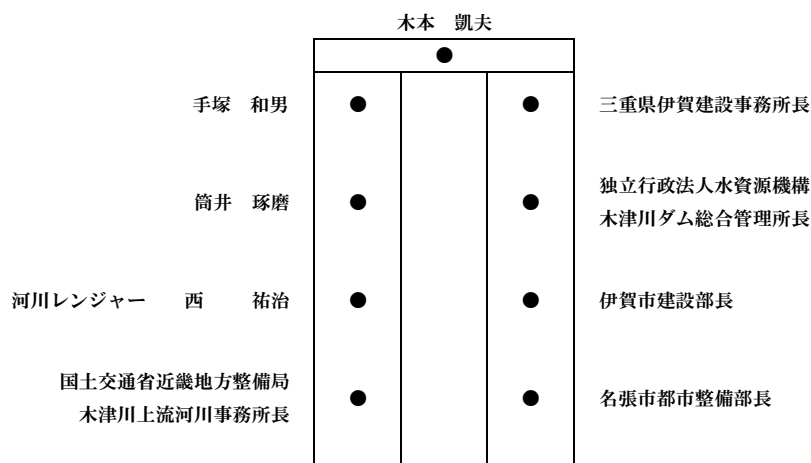 木本　凱夫
手塚　和男
三重県伊賀建設事務所長
筒井　琢磨
独立行政法人水資源機構
木津川ダム総合管理所長
河川レンジャー　　西　　祐治
伊賀市建設部長
国土交通省近畿地方整備局
木津川上流河川事務所長
名張市都市整備部長